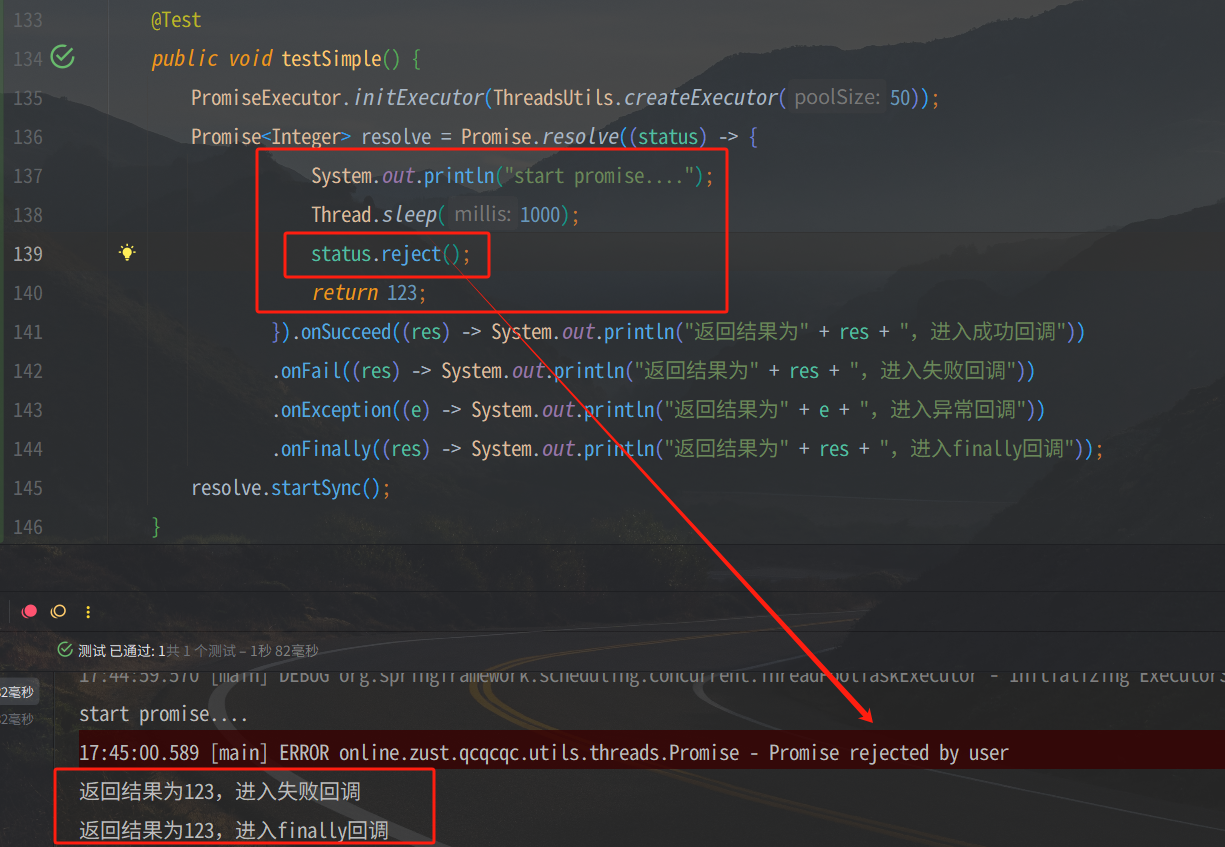 133 @Test
134 public void testSimple() {
135 PromiseExecutor.initExecutor(ThreadsUtils.createExecutor( poolSize: 50));
136 Promise<Integer> resolve = Promise.resolve((status) -> {
137 System.out.println("start promise....");
138 Thread.sleep( millis: 1000);
139 status.reject();
140 return 123;
141 }).onSucceed((res) -> System.out.println("返回结果为" + res + "，进入成功回调"))
142 .onFail((res) -> System.out.println("返回结果为" + res + "，进入失败回调"))
143 .onException((e) -> System.out.println("返回结果为" + e + "，进入异常回调"))
144 .onFinally((res) -> System.out.println("返回结果为" + res + "，进入finally回调"));
145 resolve.startSync();
146 }
测试 已通过: 1共 1 个测试 – 1秒 82毫秒
2毫秒
2毫秒
17:44:59.570 [main] DEBUG org.springframework.scheduling.concurrent.ThreadPoolTaskExecutor - Initializing ExecutorS
start promise....
17:45:00.589 [main] ERROR online.zust.qcqcqc.utils.threads.Promise - Promise rejected by user
返回结果为123，进入失败回调
返回结果为123，进入finally回调